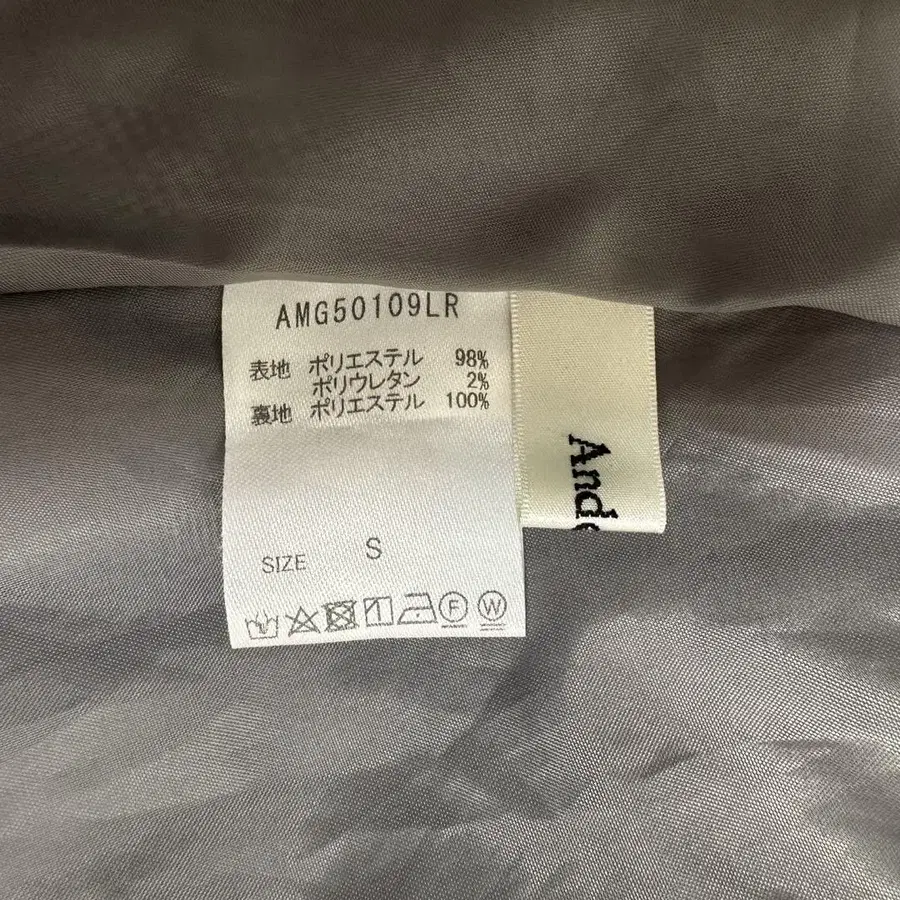 AMG50109LR
表地 ポリエステル 98%
ポリウレタン 2%
裏地 ポリエステル 100%
SIZE S
F W
And